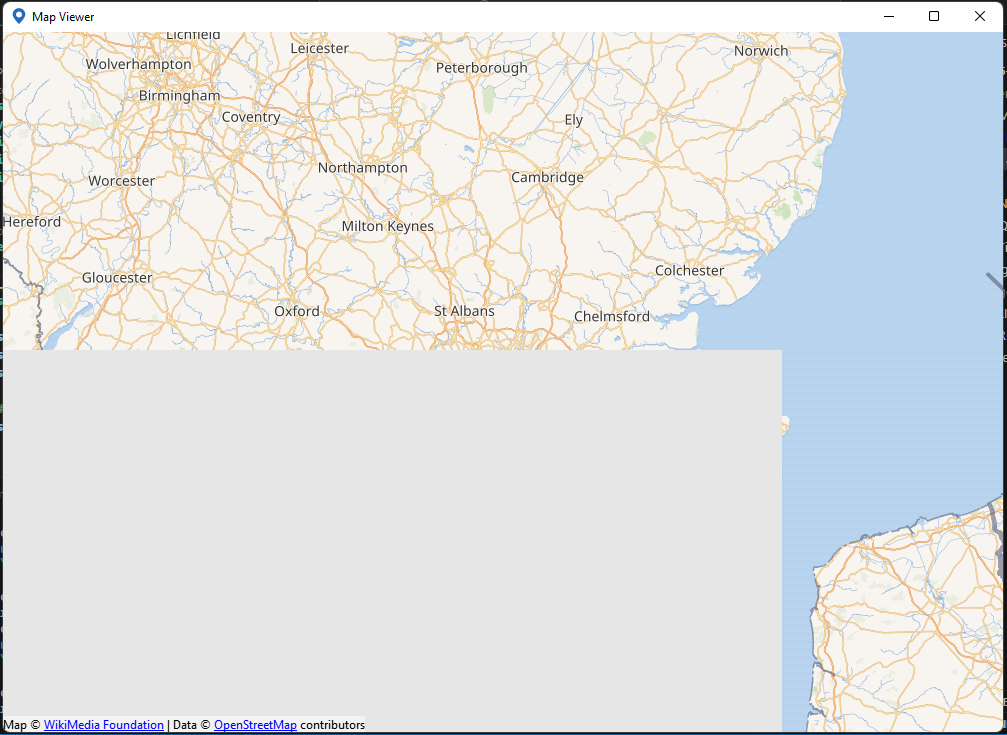 Map Viewer
Lichfield
Leicester
Norwich
Wolverhampton
Peterborough
Birmingham
Coventry
Ely
Northampton
Worcester
Cambridge
Hereford
Milton Keynes
Gloucester
Colchester
Oxford
St Albans
Chelmsford
Map © WikiMedia Foundation | Data © OpenStreetMap contributors